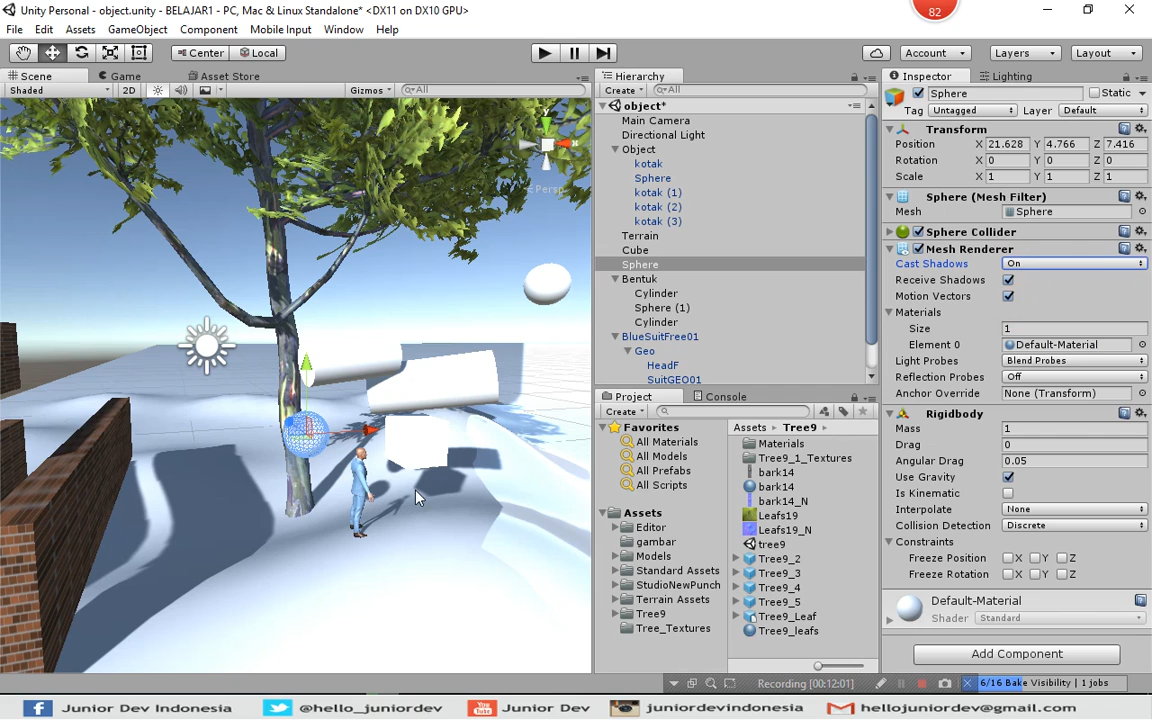 Unity Personal - object.unity - BELAJAR1 - PC, Mac & Linux Standalone* <DX11 on DX10 GPU>
82
File Edit Assets GameObject Component Mobile Input Window Help
Center Local Account Layers Layout
Scene Game Asset Store
Shaded 2D Gizmos All
Persp
Hierarchy
Create All
object*
Main Camera
Directional Light
Object
kotak
Sphere
kotak (1)
kotak (2)
kotak (3)
Terrain
Cube
Sphere
Bentuk
Cylinder
Sphere (1)
Cylinder
BlueSuitFree01
Geo
HeadF
SuitGEO01
Project Console
Create
Favorites
All Materials
All Models
All Prefabs
All Scripts
Assets
Editor
gambar
Models
Standard Assets
StudioNewPunch
Terrain Assets
Tree9
Tree_Textures
Assets Tree9
Materials
Tree9_1_Textures
bark14
bark14
bark14_N
Leafs19
Leafs19_N
tree9
Tree9_2
Tree9_3
Tree9_4
Tree9_5
Tree9_Leaf
Tree9_leafs
Inspector Lighting
Sphere Static
Tag Untagged Layer Default
Transform
Position X 21.628 Y 4.766 Z 7.416
Rotation X 0 Y 0 Z 0
Scale X 1 Y 1 Z 1
Sphere (Mesh Filter)
Mesh Sphere
Sphere Collider
Mesh Renderer
Cast Shadows On
Receive Shadows
Motion Vectors
Materials
Size 1
Element 0 Default-Material
Light Probes Blend Probes
Reflection Probes Off
Anchor Override None (Transform)
Rigidbody
Mass 1
Drag 0
Angular Drag 0.05
Use Gravity
Is Kinematic
Interpolate None
Collision Detection Discrete
Constraints
Freeze Position X Y Z
Freeze Rotation X Y Z
Default-Material
Shader Standard
Add Component
Recording [00:12:01]
6/16 Bake Visibility | 1 jobs
Junior Dev Indonesia @hello_juniordev Junior Dev juniordevindonesia hellojuniordev@gmail.com